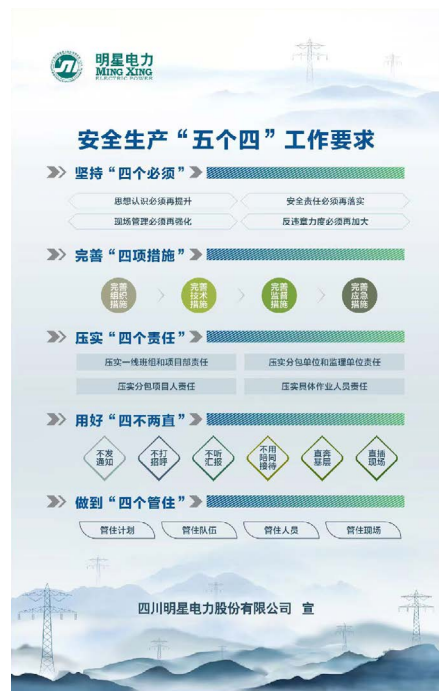 明星电力
MING XING
ELECTRIC POWER
安全生产“五个四”工作要求
坚持“四个必须”
思想认识必须再提升
安全责任必须再落实
现场管理必须再强化
反违章力度必须再加大
完善“四项措施”
完善
组织
措施
完善
技术
措施
完善
监督
措施
完善
应急
措施
压实“四个责任”
压实一线班组和项目部责任
压实分包单位和监理单位责任
压实分包项目人责任
压实具体作业人员责任
用好“四不两直”
不发
通知
不打
招呼
不听
汇报
不用
陪同
接待
直奔
基层
直插
现场
做到“四个管住”
管住计划
管住队伍
管住人员
管住现场
四川明星电力股份有限公司 宣